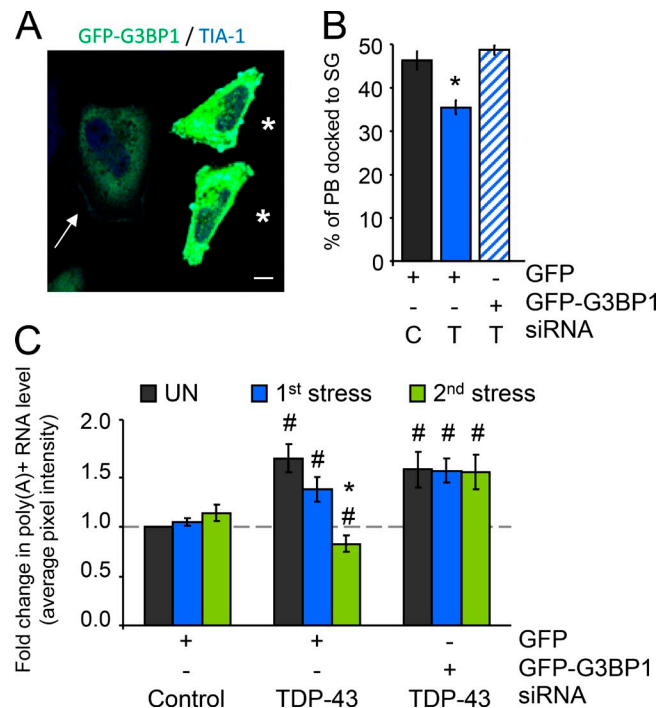 A
GFP-G3BP1 / TIA-1
*
*
B
% of PB docked to SG
50
40
30
20
10
0
*
+ + - GFP
- - + GFP-G3BP1
C T T siRNA
C
UN 1st stress 2nd stress
Fold change in poly(A)+ RNA level
(average pixel intensity)
2.0
1.5
1.0
0.5
0.0
# # * #
# # #
+ + - GFP
- - + GFP-G3BP1
Control TDP-43 TDP-43 siRNA